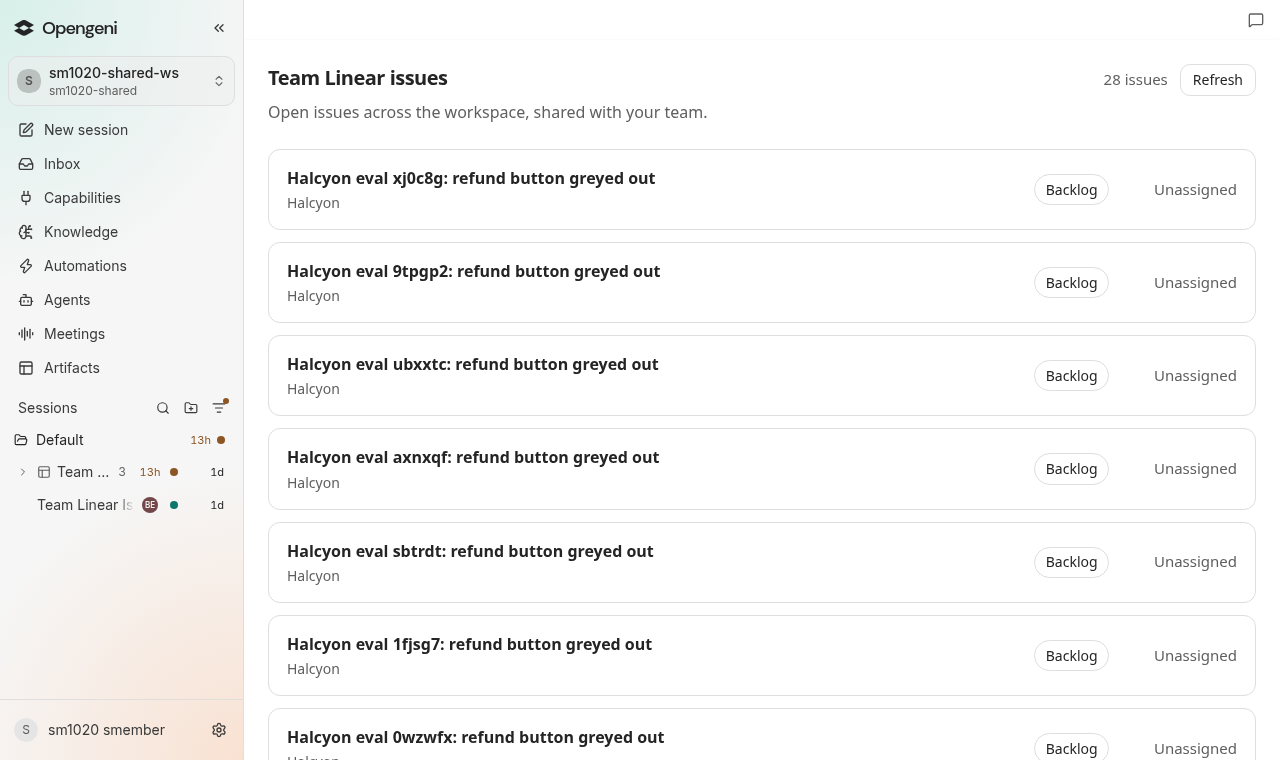 Opengeni
S
sm1020-shared-ws
sm1020-shared
New session
Inbox
Capabilities
Knowledge
Automations
Agents
Meetings
Artifacts
Sessions
Default 13h
Team ... 3 13h 1d
Team Linear Is BE 1d
S sm1020 smember
Team Linear issues
28 issues Refresh
Open issues across the workspace, shared with your team.
Halcyon eval xj0c8g: refund button greyed out
Halcyon
Backlog Unassigned
Halcyon eval 9tpgp2: refund button greyed out
Halcyon
Backlog Unassigned
Halcyon eval ubxxtc: refund button greyed out
Halcyon
Backlog Unassigned
Halcyon eval axnxqf: refund button greyed out
Halcyon
Backlog Unassigned
Halcyon eval sbtrdt: refund button greyed out
Halcyon
Backlog Unassigned
Halcyon eval 1fjsg7: refund button greyed out
Halcyon
Backlog Unassigned
Halcyon eval 0wzwfx: refund button greyed out
Halcyon
Backlog Unassigned